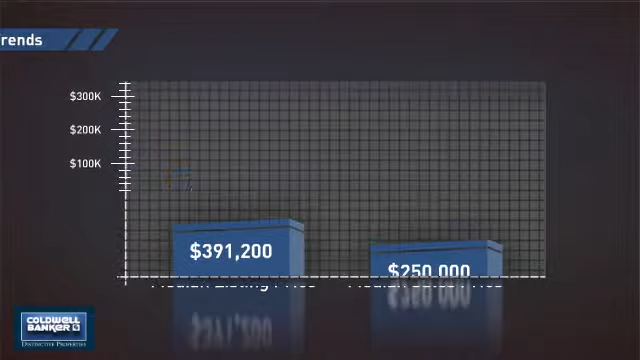 rends
$300K
$200K
$100K
$391,200
$250,000
COLDWELL
BANKER
DISTINCTIVE PROPERTIES